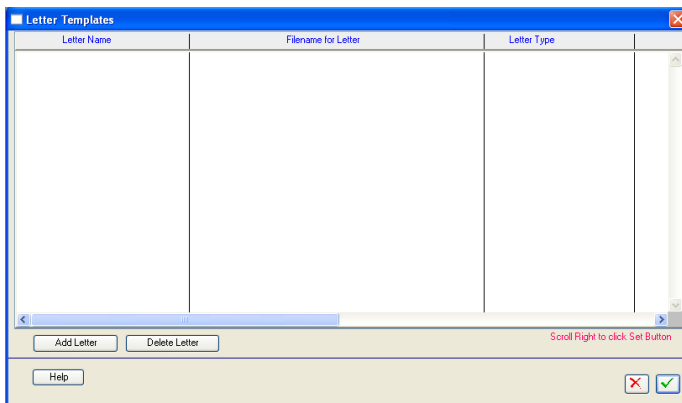 Letter Templates
Letter Name Filename for Letter Letter Type
Scroll Right to click Set Button
Add Letter Delete Letter
Help